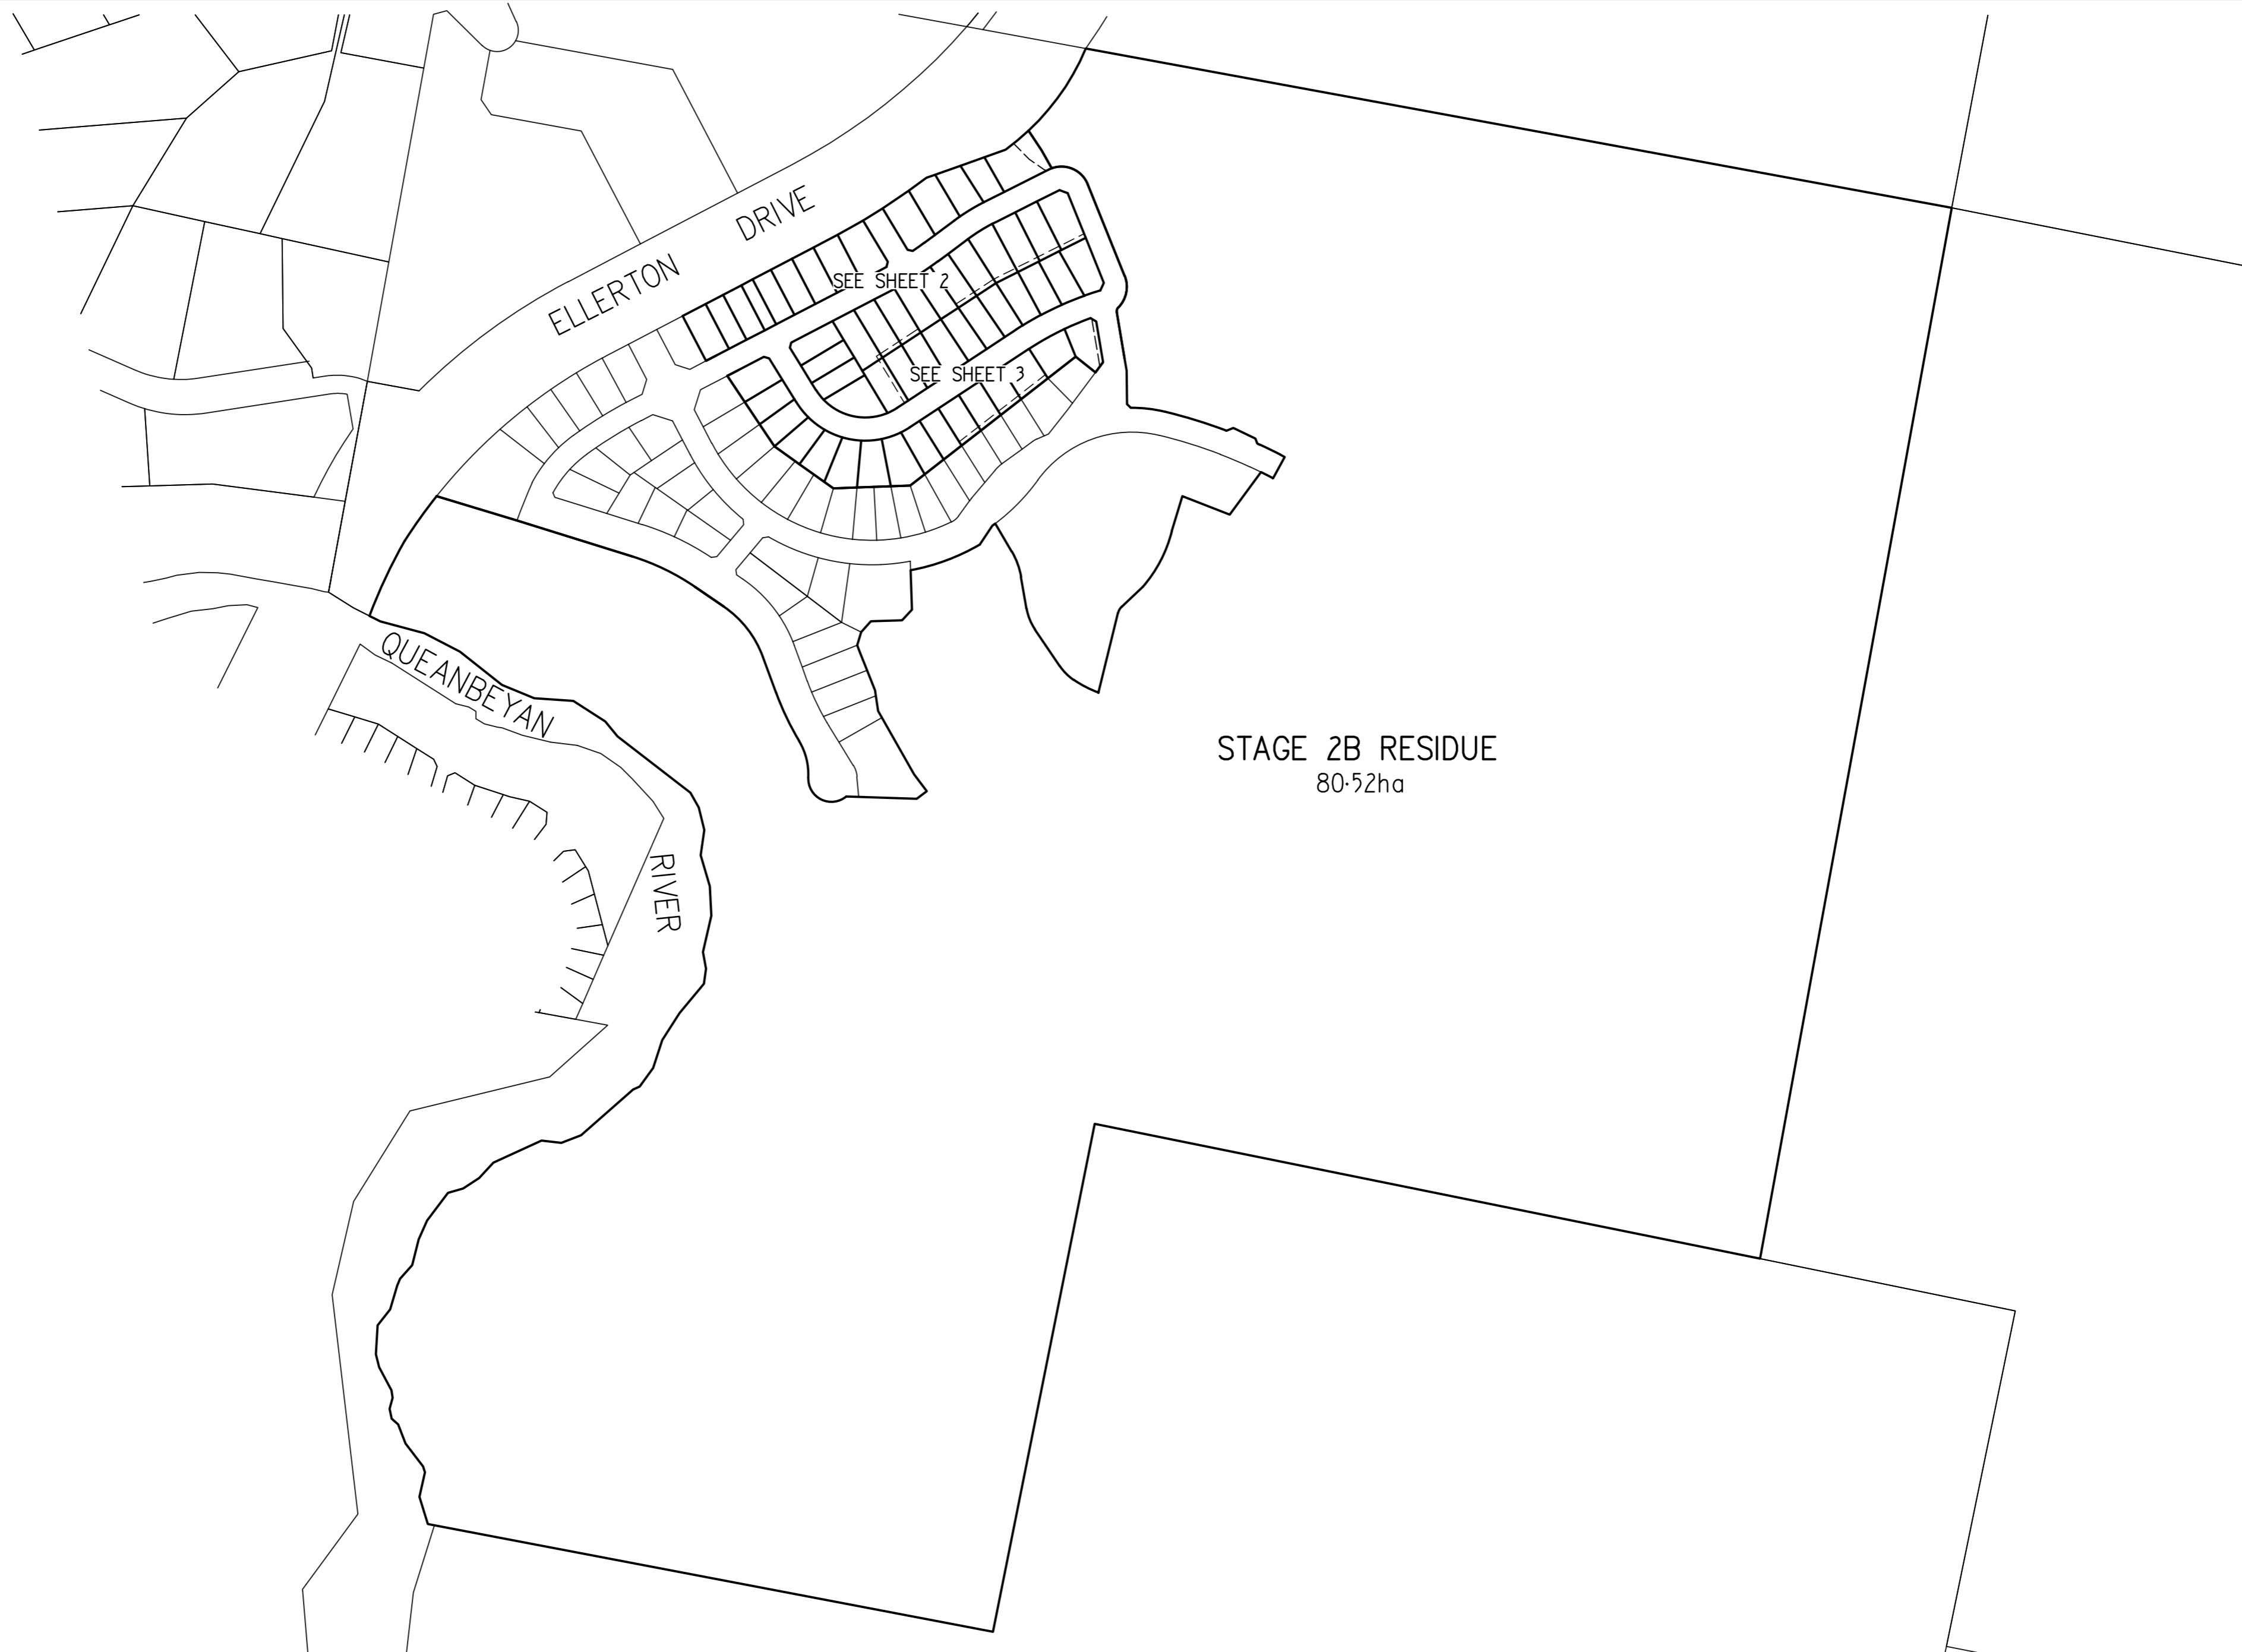 ELLERTON DRIVE
SEE SHEET 2
SEE SHEET 3
QUEANBEYAN
RIVER
STAGE 2B RESIDUE
80·52ha